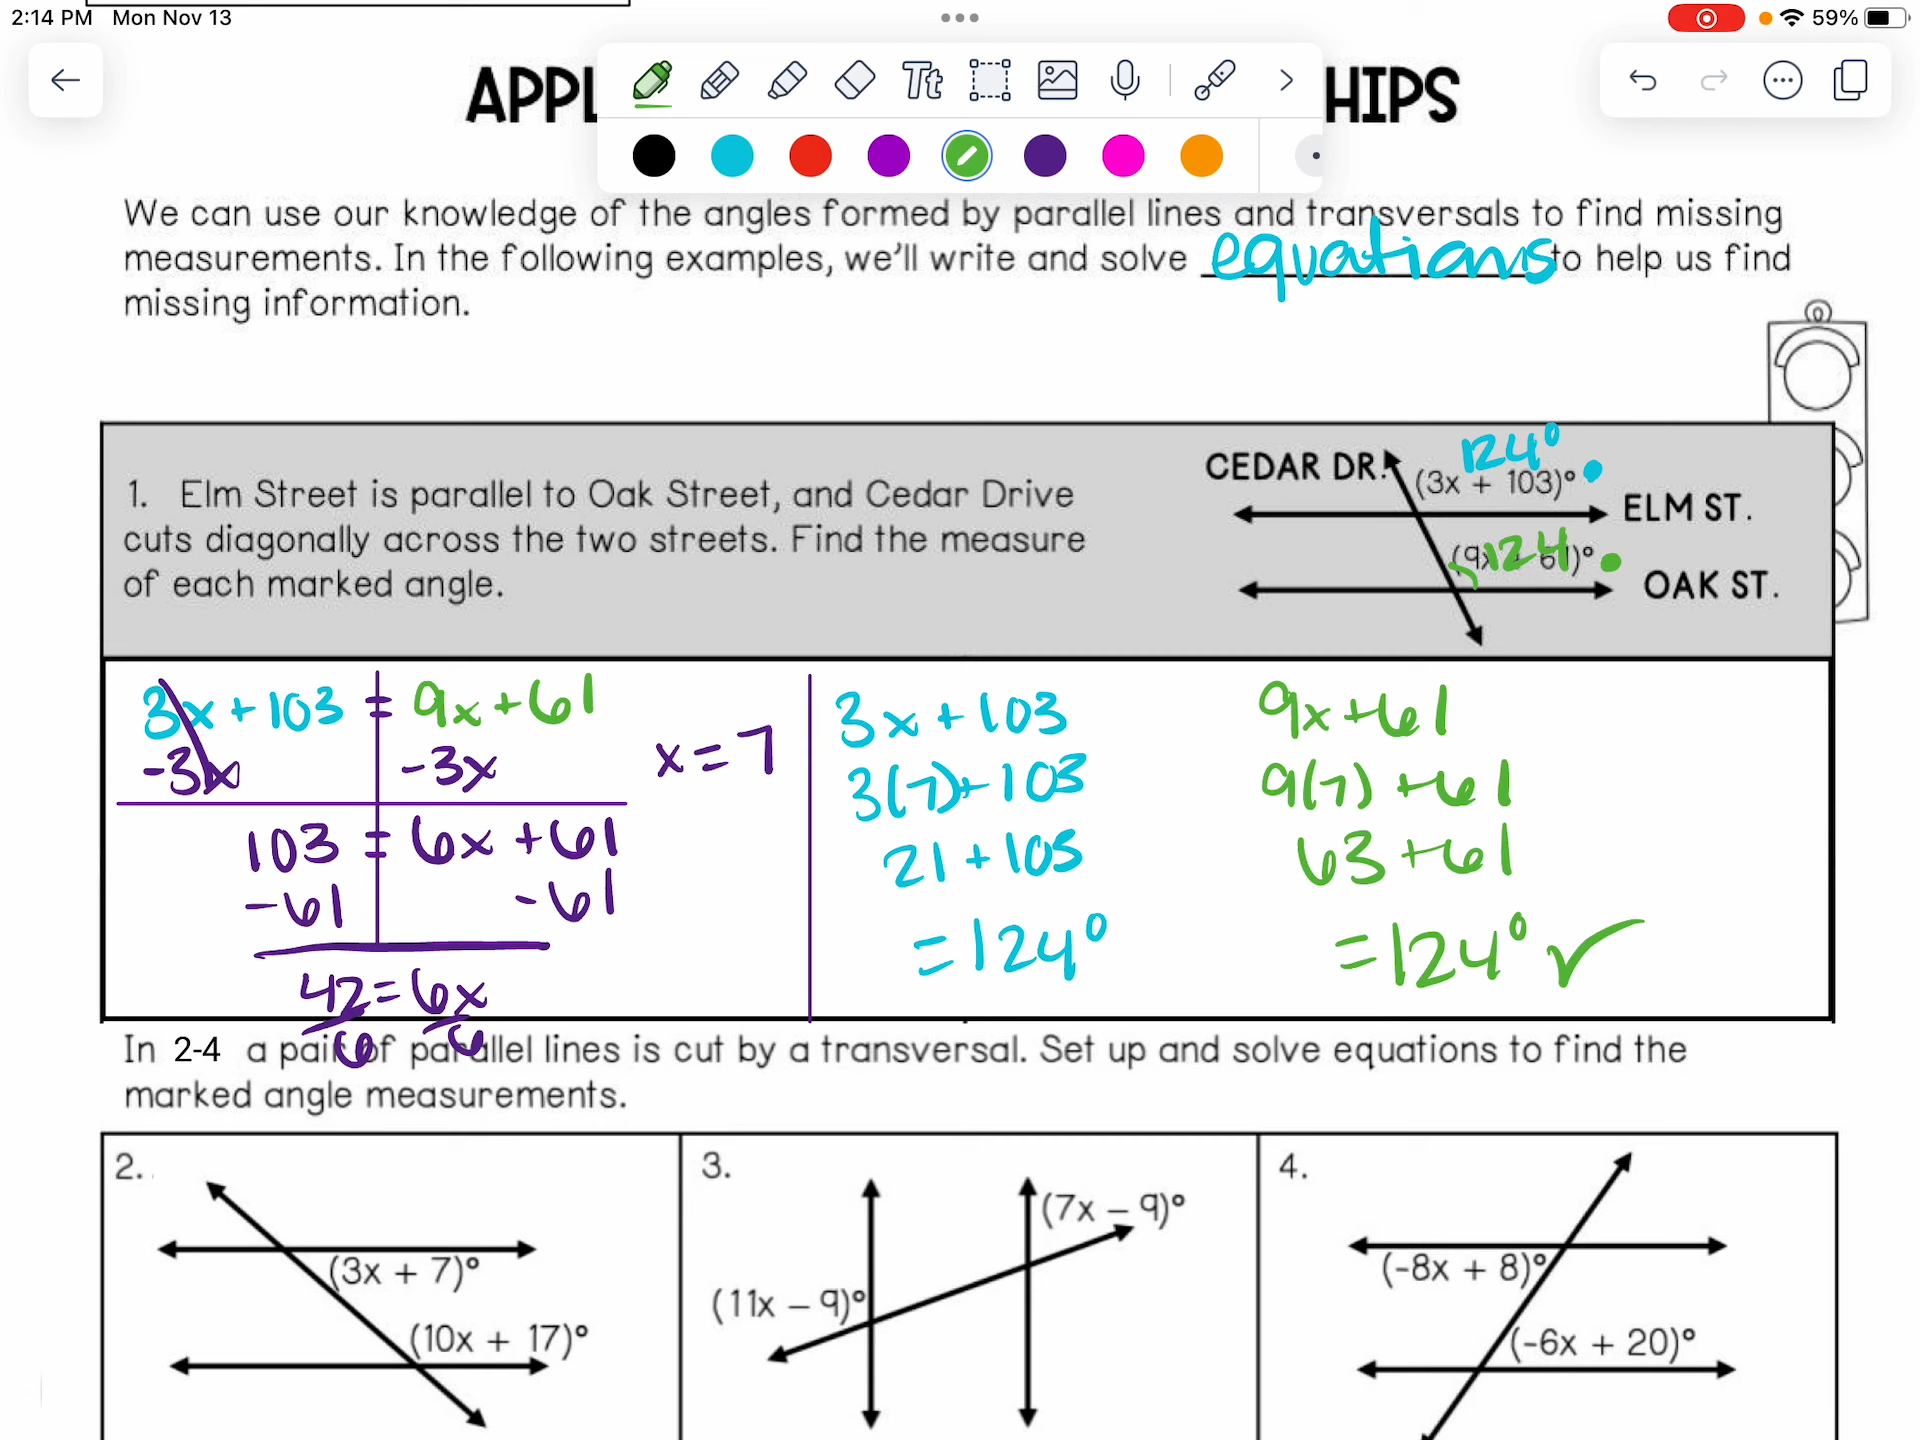 2:14 PM Mon Nov 13
59%
APPL
HIPS
Tt
We can use our knowledge of the angles formed by parallel lines and transversals to find missing
measurements. In the following examples, we'll write and solve equations to help us find
missing information.
1. Elm Street is parallel to Oak Street, and Cedar Drive
cuts diagonally across the two streets. Find the measure
of each marked angle.
CEDAR DR.
124°
(3x + 103)°
ELM ST.
(9x + 61)°
124
OAK ST.
3x + 103 = 9x + 61
-3x -3x
x = 7
103 = 6x + 61
-61 -61
42 = 6x
6 6
3x + 103
3(7) + 103
21 + 103
= 124°
9x + 61
9(7) + 61
63 + 61
= 124° ✓
In 2-4 a pair of parallel lines is cut by a transversal. Set up and solve equations to find the
marked angle measurements.
2.
(3x + 7)°
(10x + 17)°
3.
(7x – 9)°
(11x – 9)°
4.
(-8x + 8)°
(-6x + 20)°